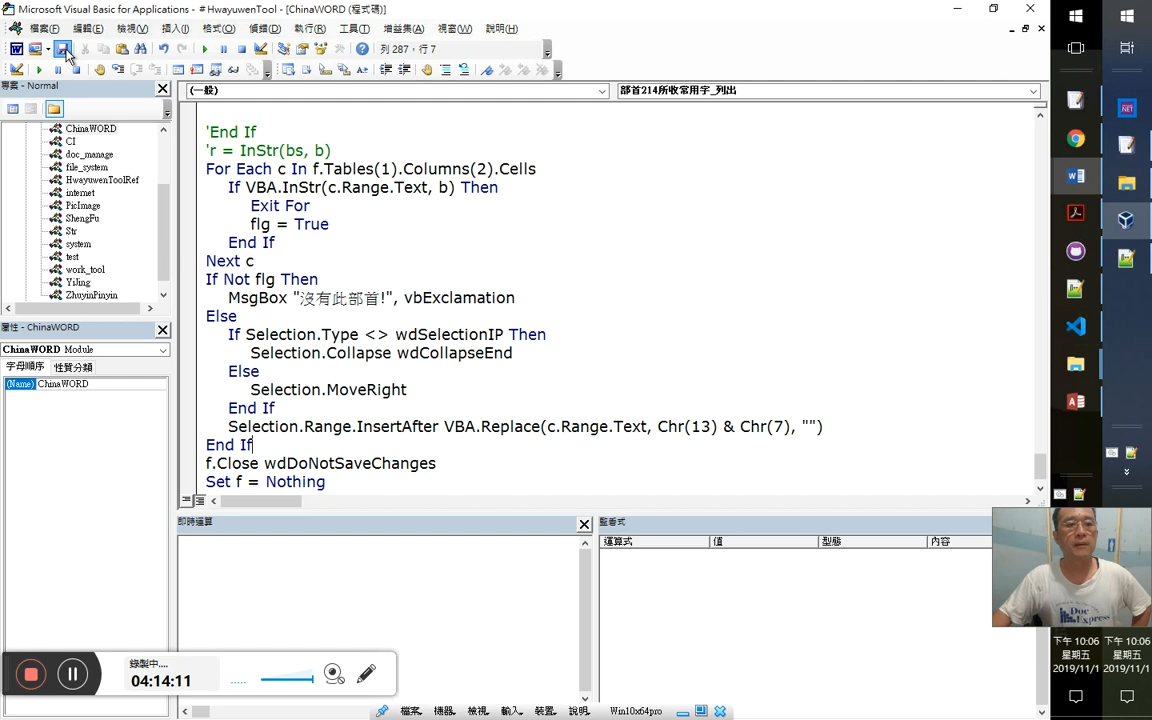 Microsoft Visual Basic for Applications - #HwayuwenTool - [ChinaWORD (程式碼)]
檔案(F) 編輯(E) 檢視(V) 插入(I) 格式(O) 偵錯(D) 執行(R) 工具(T) 增益集(A) 視窗(W) 說明(H)
列 287，行 7
專案 - Normal
(一般)
部首214所收常用字_列出
ChinaWORD
CI
doc_manage
file_system
HwayuwenToolRef
internet
PicImage
ShengFu
Str
system
test
work_tool
YiJing
ZhuyinPinyin
'End If
'r = InStr(bs, b)
For Each c In f.Tables(1).Columns(2).Cells
If VBA.InStr(c.Range.Text, b) Then
Exit For
flg = True
End If
Next c
If Not flg Then
MsgBox "沒有此部首!", vbExclamation
Else
If Selection.Type <> wdSelectionIP Then
Selection.Collapse wdCollapseEnd
Else
Selection.MoveRight
End If
Selection.Range.InsertAfter VBA.Replace(c.Range.Text, Chr(13) & Chr(7), "")
End If
f.Close wdDoNotSaveChanges
Set f = Nothing
屬性 - ChinaWORD
ChinaWORD Module
字母順序 性質分類
(Name) ChinaWORD
即時運算
監看式
運算式 值 型態 內容
錄製中....
04:14:11
檔案 機器 檢視 輸入 裝置 說明 Win10x64pro
Doc
Express
下午 10:06 下午 10:06
星期五 星期五
2019/11/1 2019/11/1